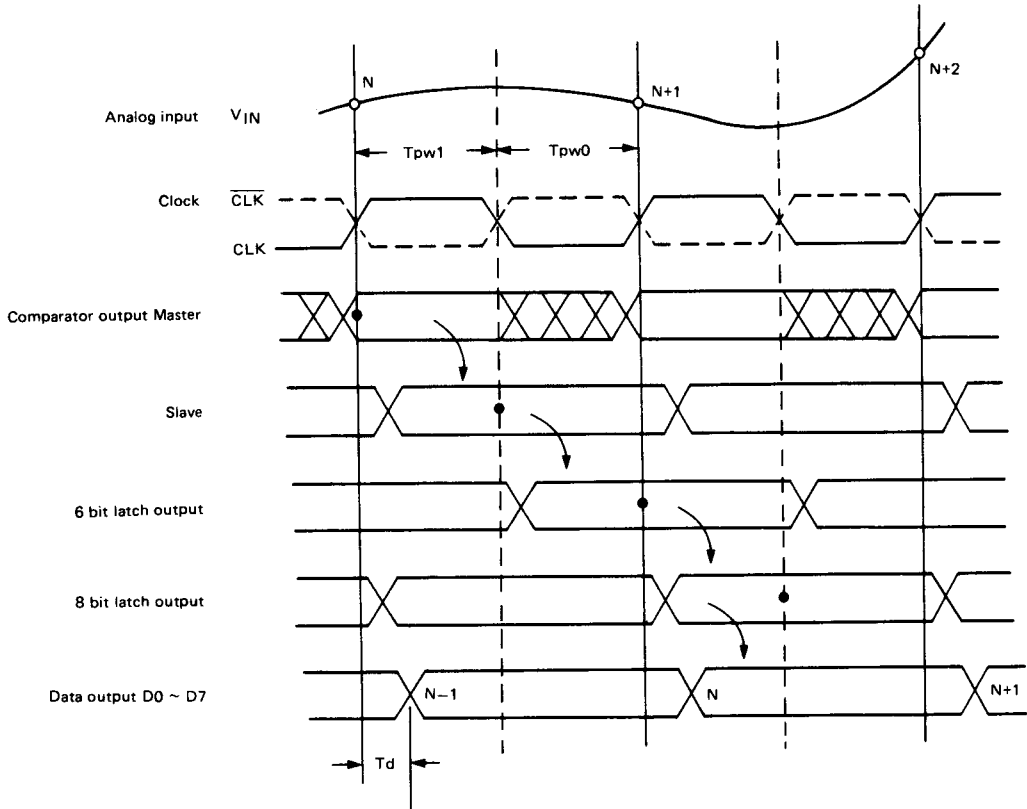 N
N+1
N+2
Analog input V_IN
Tpw1 Tpw0
Clock C̅L̅K̅
CLK
Comparator output Master
Slave
6 bit latch output
8 bit latch output
Data output D0 ~ D7 N−1 N N+1
Td